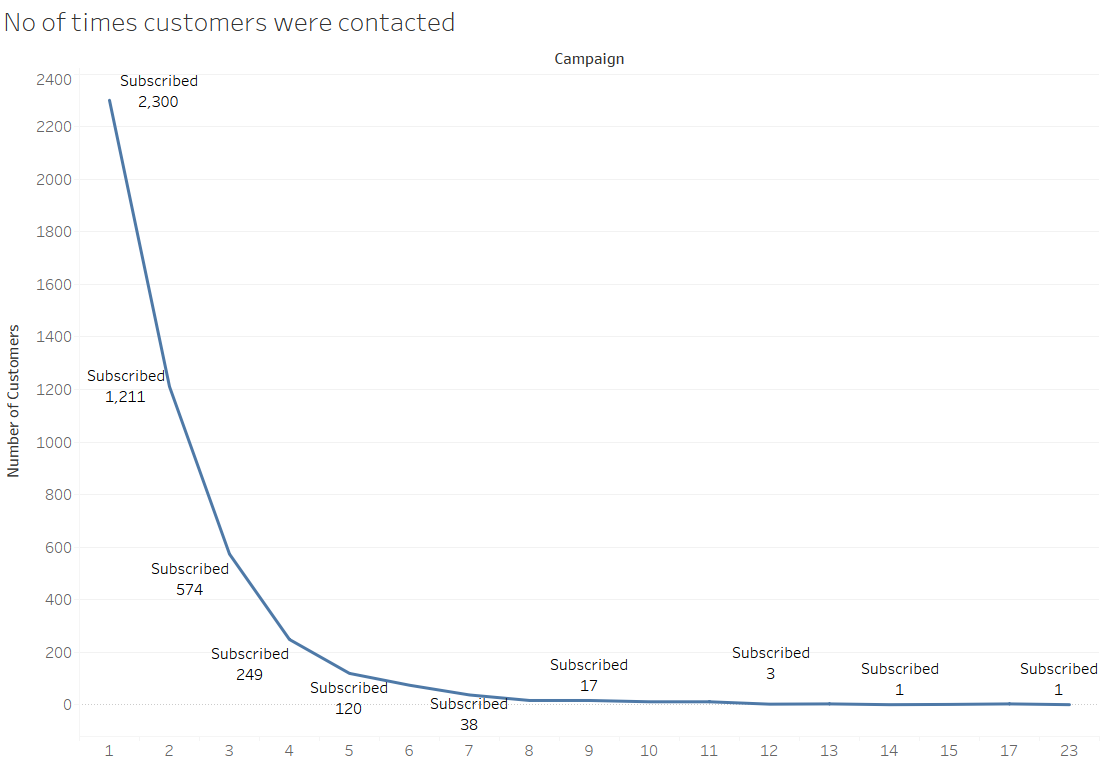 No of times customers were contacted
Campaign
Number of Customers
2400
2200
2000
1800
1600
1400
1200
1000
800
600
400
200
0
Subscribed
2,300
Subscribed
1,211
Subscribed
574
Subscribed
249
Subscribed
120
Subscribed
38
Subscribed
17
Subscribed
3
Subscribed
1
Subscribed
1
1 2 3 4 5 6 7 8 9 10 11 12 13 14 15 17 23